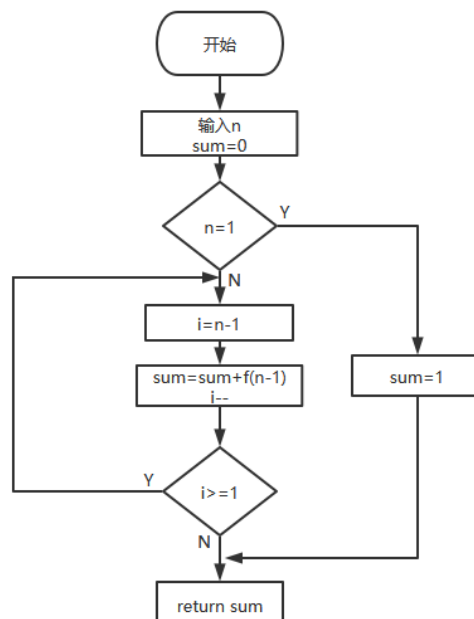 开始
输入n
sum=0
n=1
Y
N
i=n-1
sum=sum+f(n-1)
i--
sum=1
Y
i>=1
N
return sum